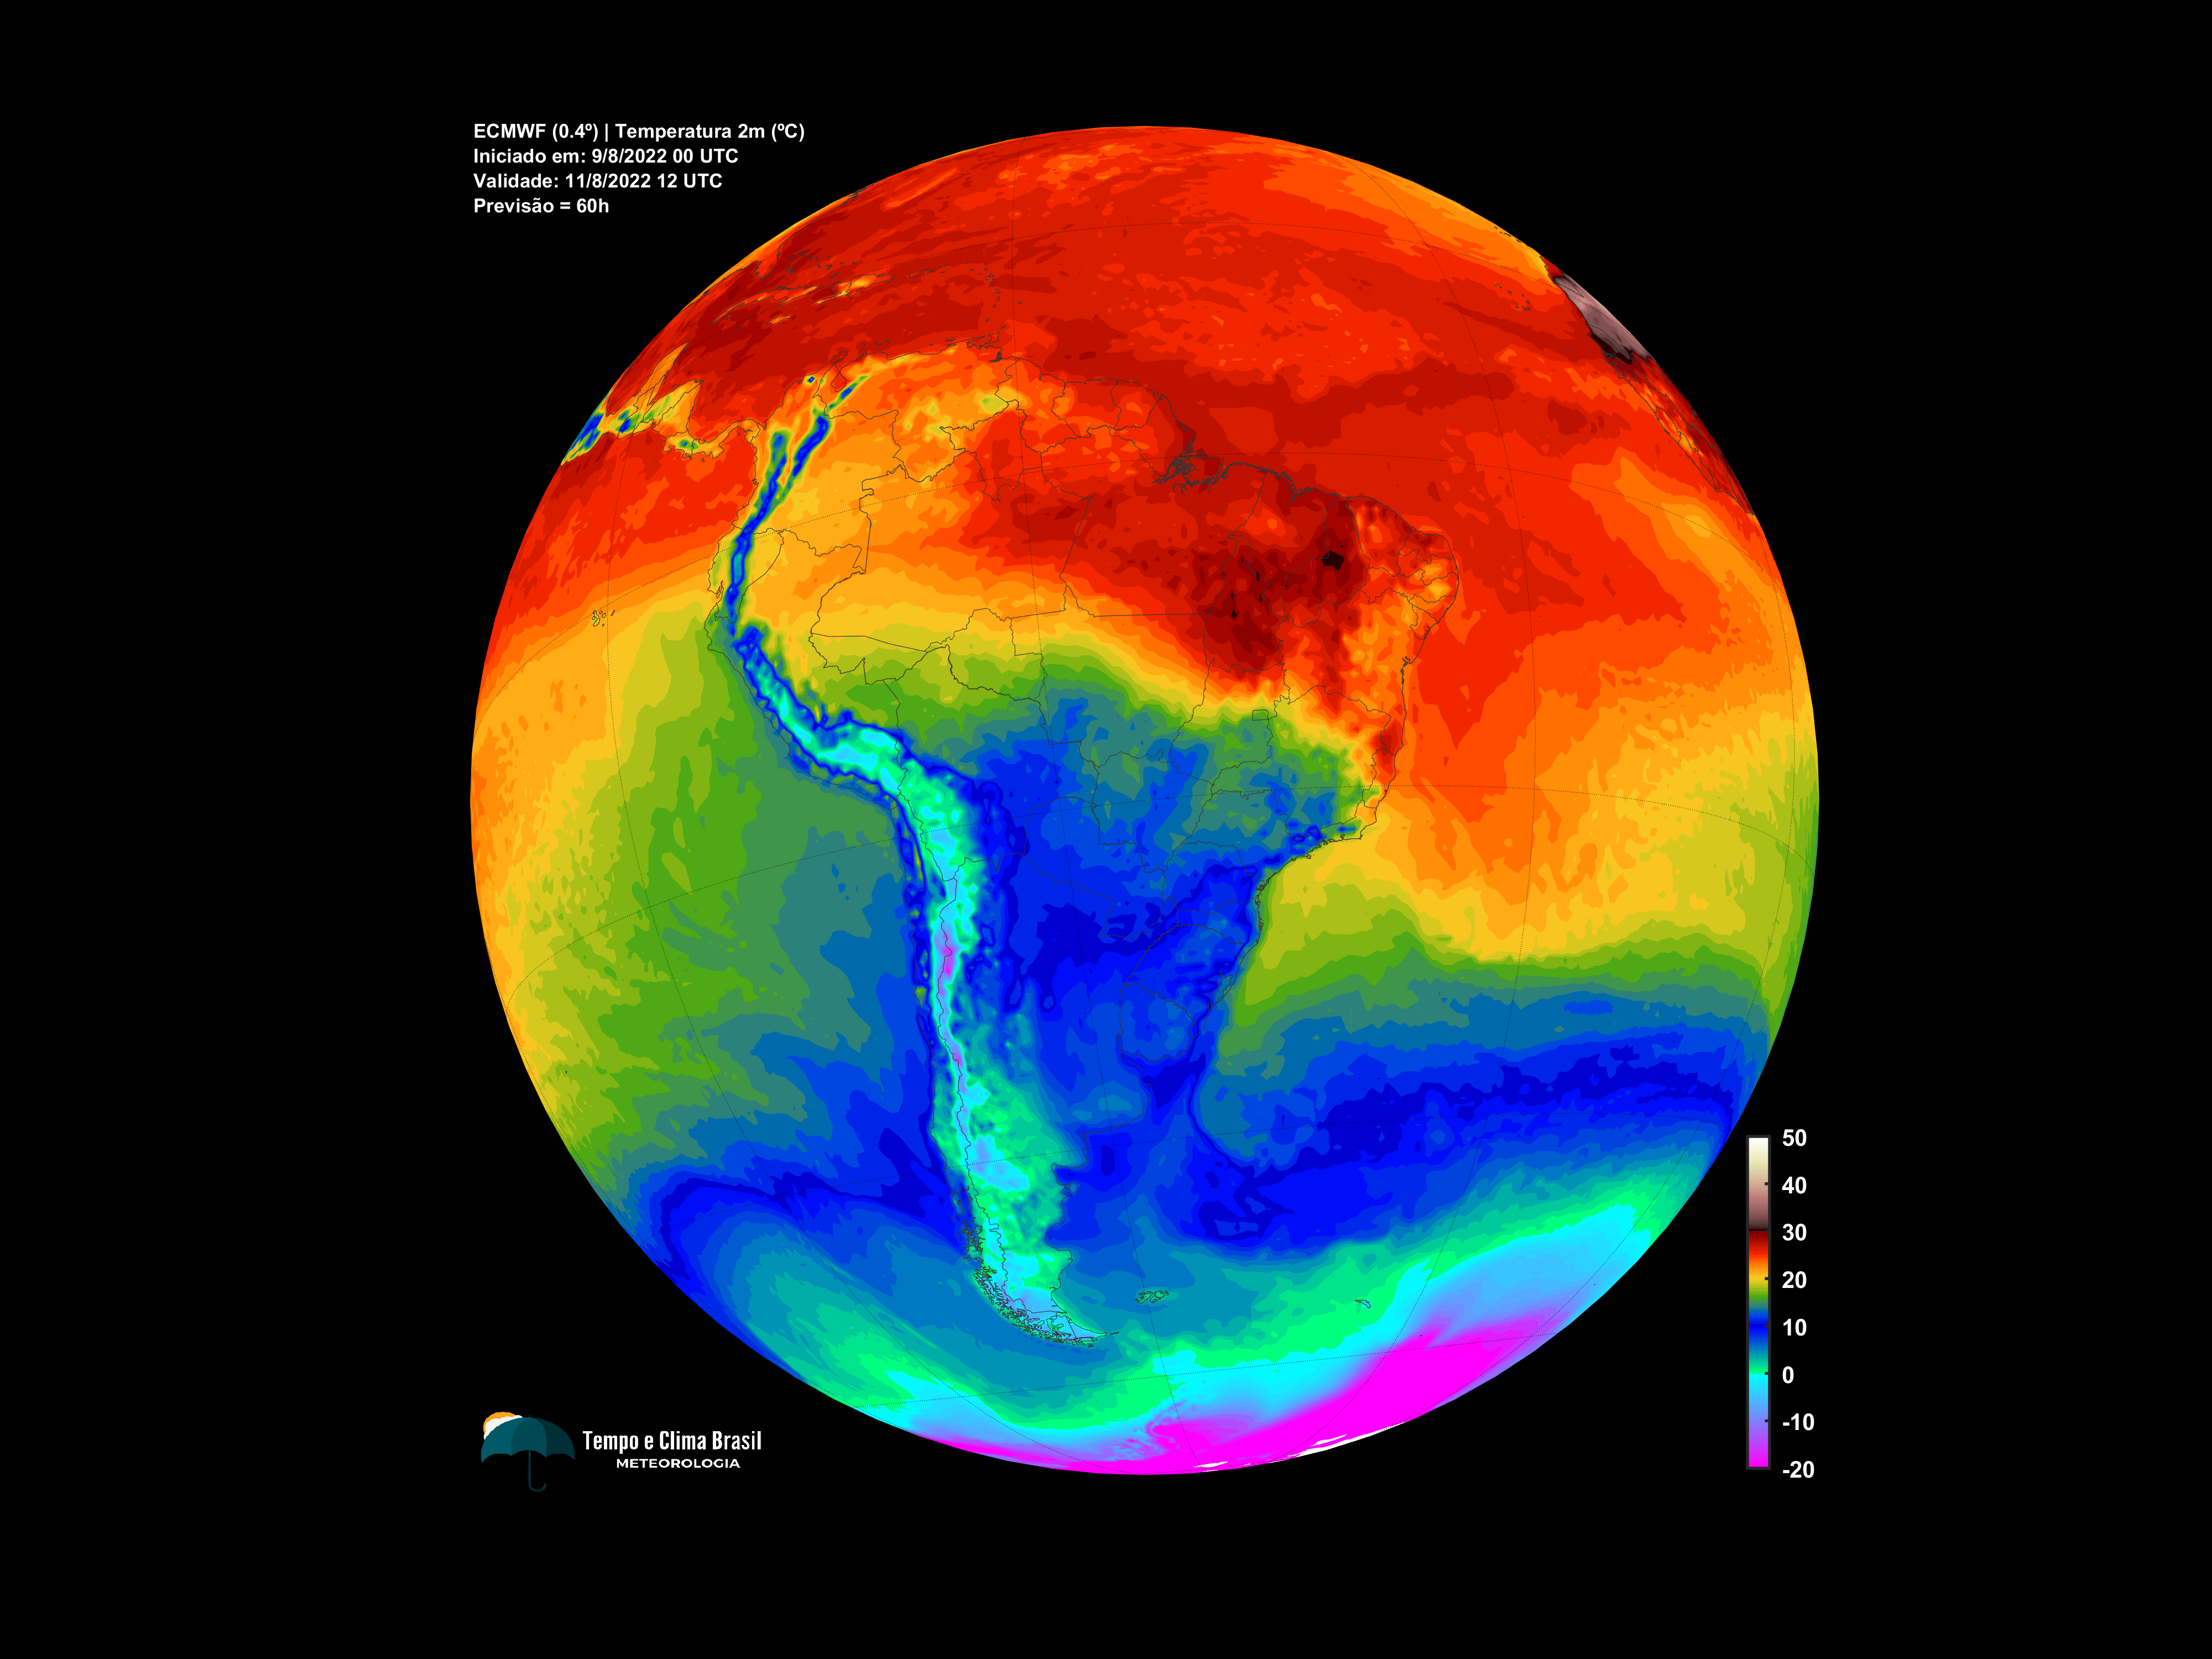 ECMWF (0.4º) | Temperatura 2m (ºC)
Iniciado em: 9/8/2022 00 UTC
Validade: 11/8/2022 12 UTC
Previsão = 60h
50
40
30
20
10
0
-10
-20
Tempo e Clima Brasil
METEOROLOGIA